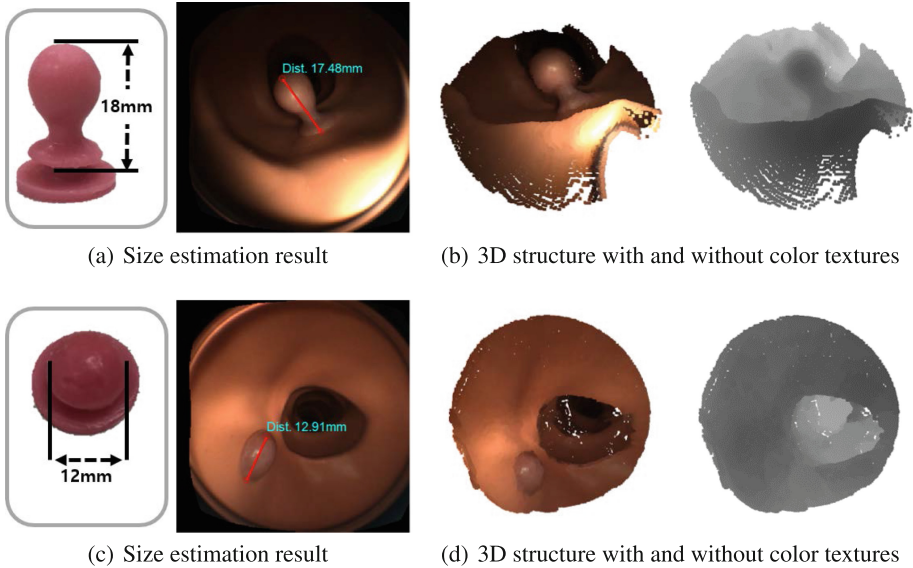 18mm
Dist. 17.48mm
(a) Size estimation result
(b) 3D structure with and without color textures
12mm
Dist. 12.91mm
(c) Size estimation result
(d) 3D structure with and without color textures